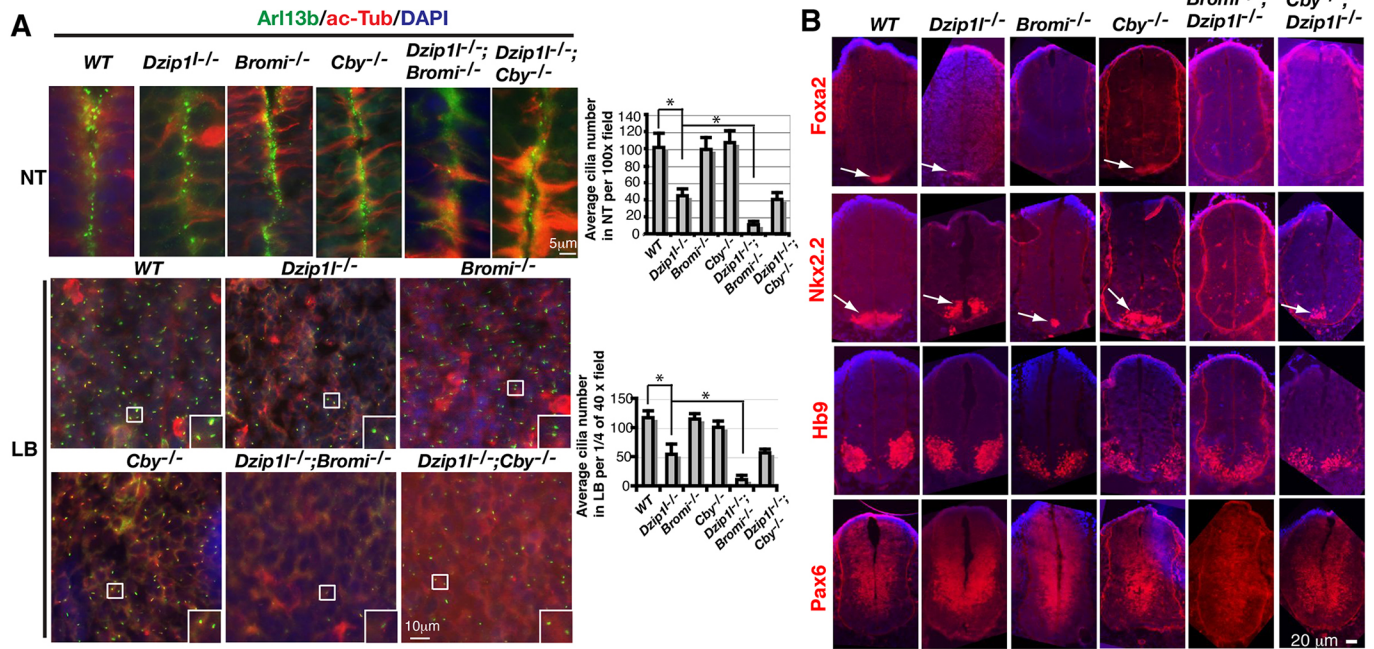 A
Arl13b/ac-Tub/DAPI
WT
Dzip1l-/-
Bromi-/-
Cby-/-
Dzip1l-/-;
Bromi-/-
Dzip1l-/-;
Cby-/-
NT
5μm
Average cilia number
in NT per 100x field
140
120
100
80
60
40
20
0
WT
Dzip1l-/-
Bromi-/-
Cby-/-
Dzip1l-/-;
Bromi-/-
Dzip1l-/-;
Cby-/-
*
*
WT
Dzip1l-/-
Bromi-/-
LB
Cby-/-
Dzip1l-/-;Bromi-/-
Dzip1l-/-;Cby-/-
10μm
Average cilia number
in LB per 1/4 of 40 x field
150
100
50
0
WT
Dzip1l-/-
Bromi-/-
Cby-/-
Dzip1l-/-;
Bromi-/-
Dzip1l-/-;
Cby-/-
*
*
B
WT
Dzip1l-/-
Bromi-/-
Cby-/-
Bromi-/-;
Dzip1l-/-
Cby-/-;
Dzip1l-/-
Foxa2
Nkx2.2
Hb9
Pax6
20 μm